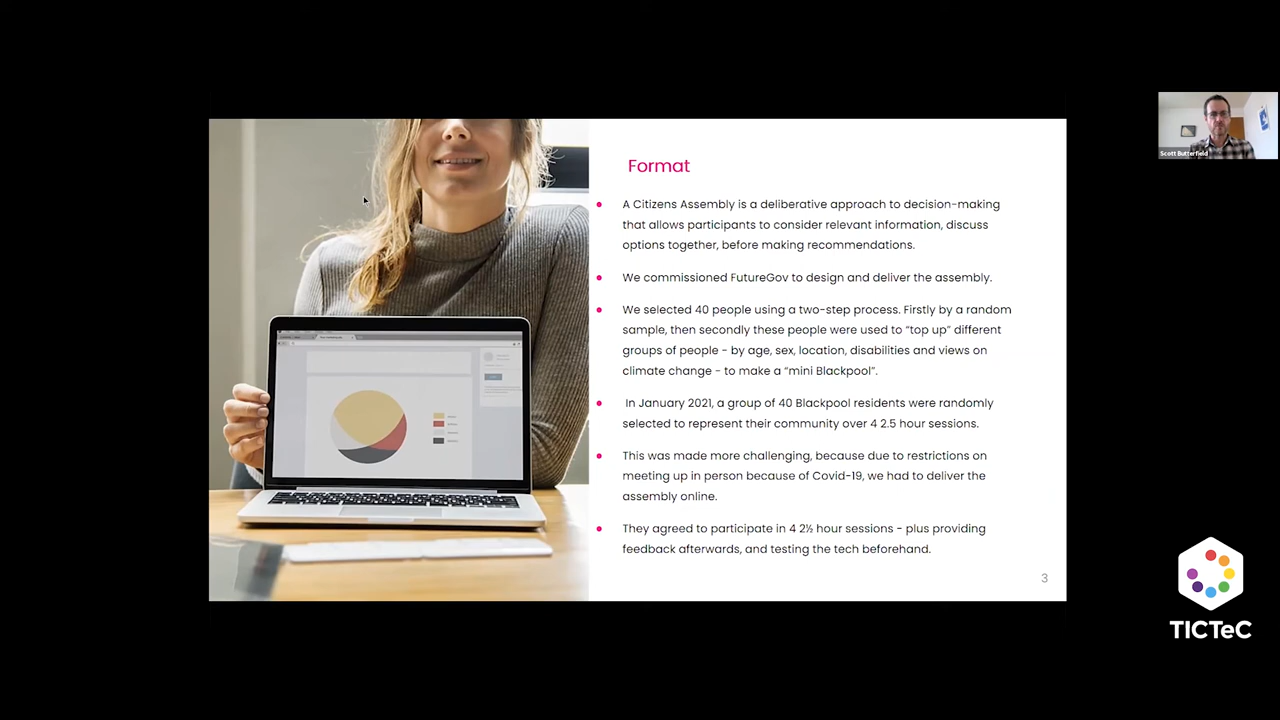 Format
A Citizens Assembly is a deliberative approach to decision-making
that allows participants to consider relevant information, discuss
options together, before making recommendations.
We commissioned FutureGov to design and deliver the assembly.
We selected 40 people using a two-step process. Firstly by a random
sample, then secondly these people were used to “top up” different
groups of people - by age, sex, location, disabilities and views on
climate change - to make a “mini Blackpool”.
In January 2021, a group of 40 Blackpool residents were randomly
selected to represent their community over 4 2.5 hour sessions.
This was made more challenging, because due to restrictions on
meeting up in person because of Covid-19, we had to deliver the
assembly online.
They agreed to participate in 4 2½ hour sessions - plus providing
feedback afterwards, and testing the tech beforehand.
3
Scott Butterfield
TICTeC